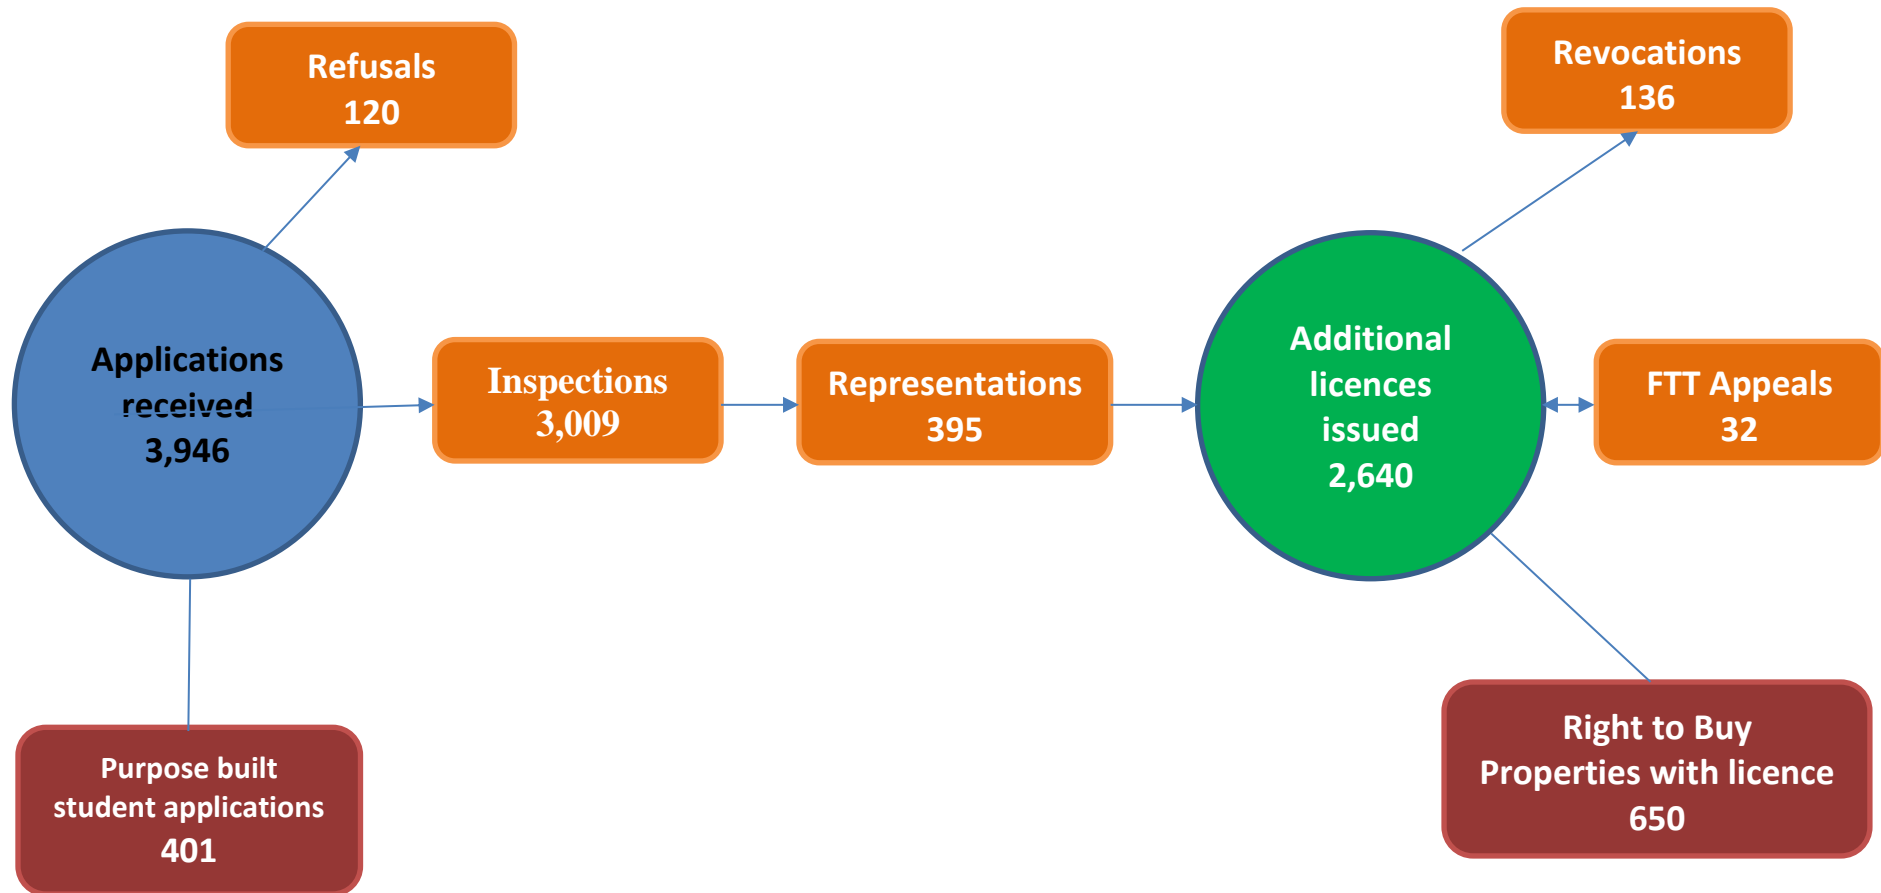 Refusals
120
Revocations
136
Applications
received
3,946
Inspections
3,009
Representations
395
Additional
licences
issued
2,640
FTT Appeals
32
Purpose built
student applications
401
Right to Buy
Properties with licence
650